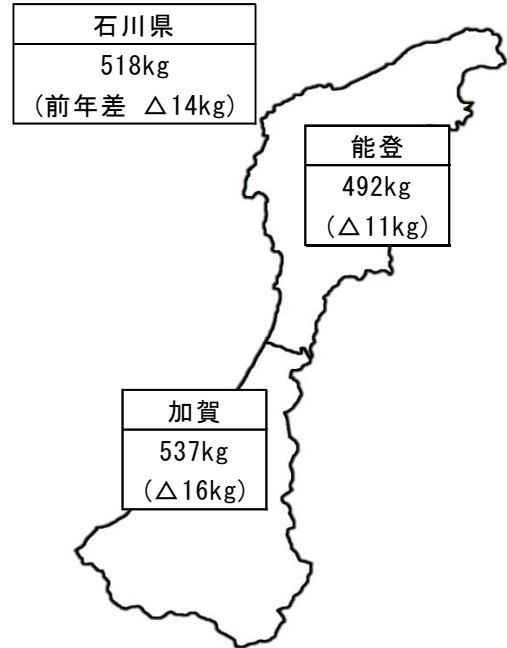 石川県
518kg
(前年差 △14kg)
能登
492kg
(△11kg)
加賀
537kg
(△16kg)